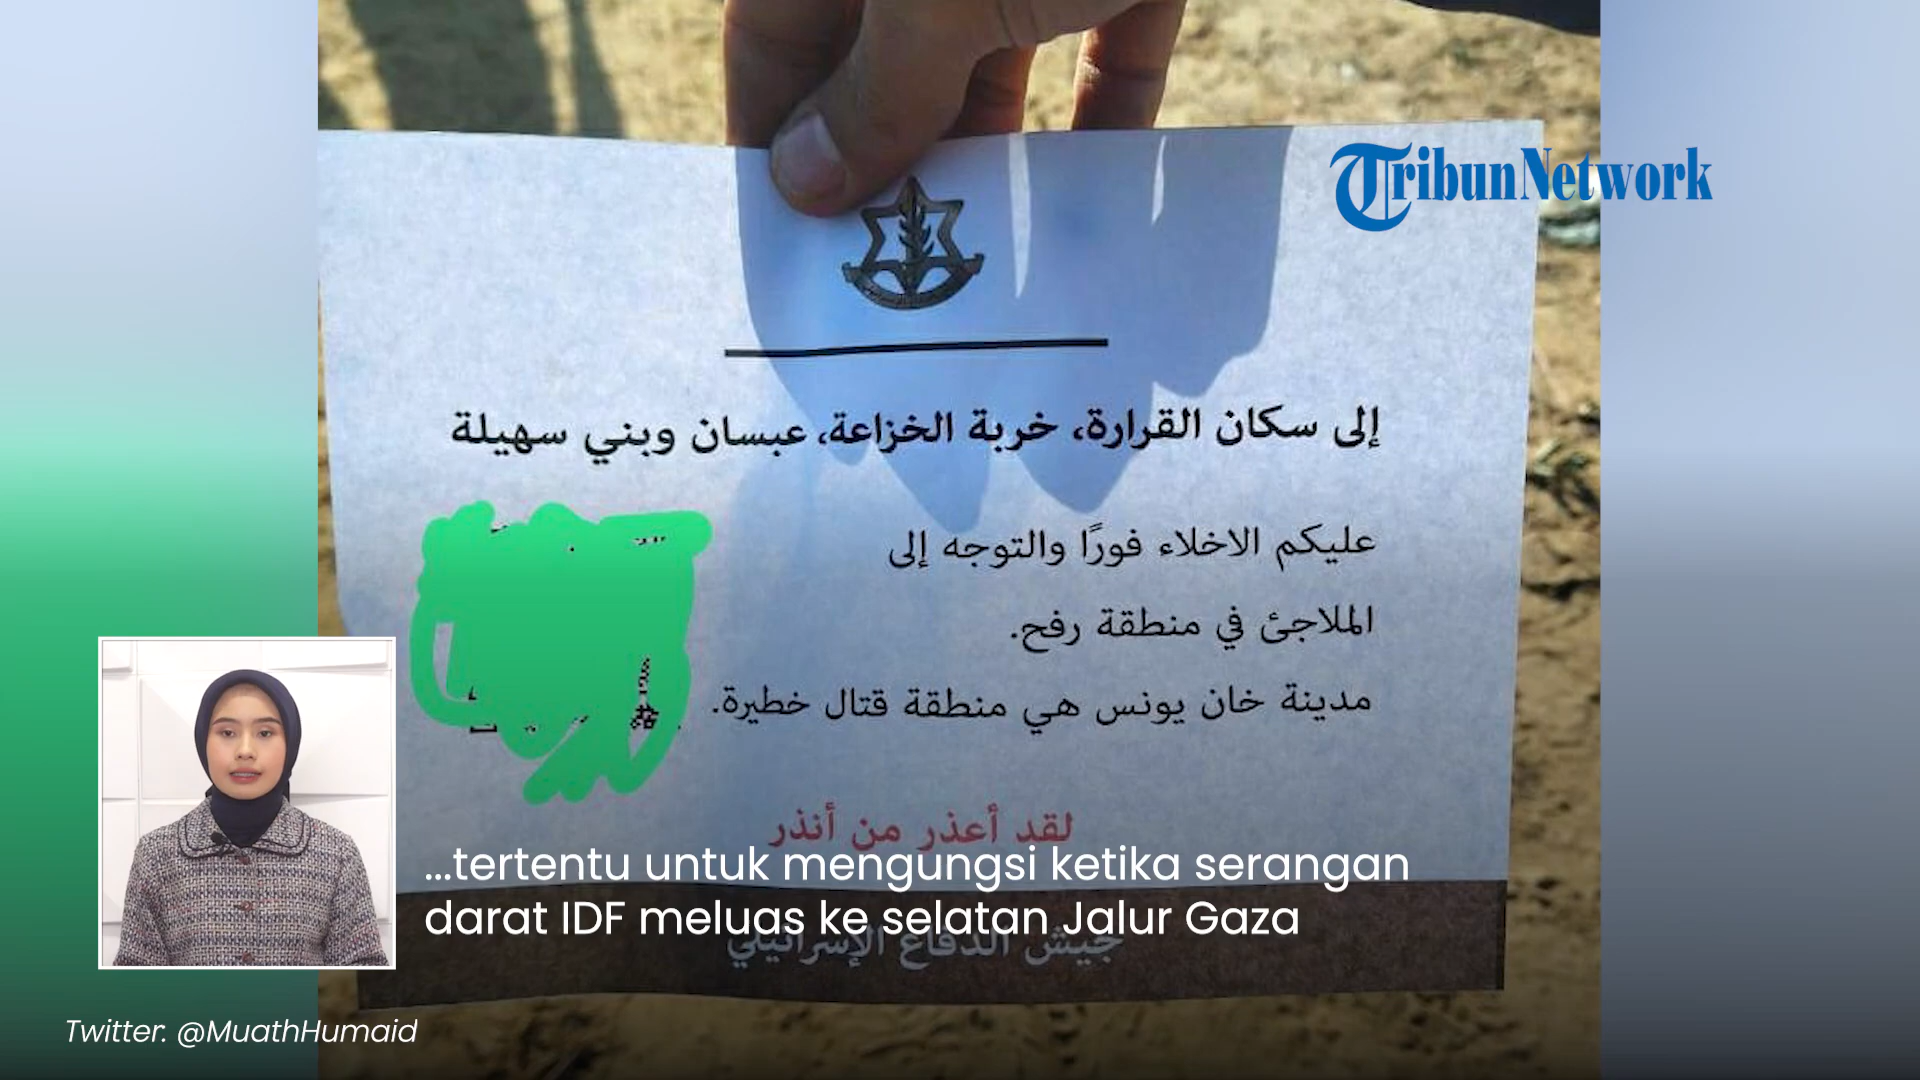 TribunNetwork
إلى سكان القرارة، خربة الخزاعة، عبسان وبني سهيلة
عليكم الاخلاء فورًا والتوجه إلى
الملاجئ في منطقة رفح.
مدينة خان يونس هي منطقة قتال خطيرة.
لقد أعذر من أنذر
...tertentu untuk mengungsi ketika serangan
darat IDF meluas ke selatan Jalur Gaza
جيش الدفاع الإسرائيلي
Twitter: @MuathHumaid